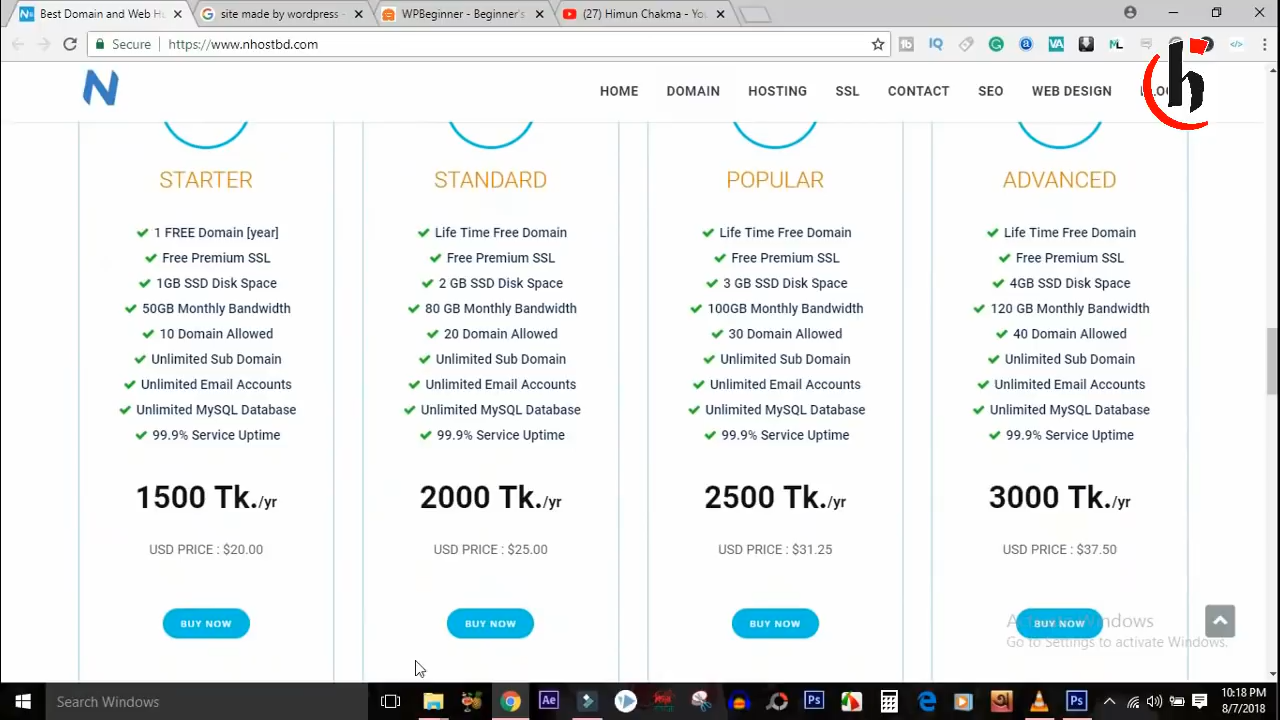 Best Domain and Web H
site made by wordpress -
WPBeginner - Beginner's
(27) Himun Chakma - You
Secure
https://www.nhostbd.com
HOME
DOMAIN
HOSTING
SSL
CONTACT
SEO
WEB DESIGN
STARTER
1 FREE Domain [year]
Free Premium SSL
1GB SSD Disk Space
50GB Monthly Bandwidth
10 Domain Allowed
Unlimited Sub Domain
Unlimited Email Accounts
Unlimited MySQL Database
99.9% Service Uptime
1500 Tk./yr
USD PRICE : $20.00
BUY NOW
STANDARD
Life Time Free Domain
Free Premium SSL
2 GB SSD Disk Space
80 GB Monthly Bandwidth
20 Domain Allowed
Unlimited Sub Domain
Unlimited Email Accounts
Unlimited MySQL Database
99.9% Service Uptime
2000 Tk./yr
USD PRICE : $25.00
BUY NOW
POPULAR
Life Time Free Domain
Free Premium SSL
3 GB SSD Disk Space
100GB Monthly Bandwidth
30 Domain Allowed
Unlimited Sub Domain
Unlimited Email Accounts
Unlimited MySQL Database
99.9% Service Uptime
2500 Tk./yr
USD PRICE : $31.25
BUY NOW
ADVANCED
Life Time Free Domain
Free Premium SSL
4GB SSD Disk Space
120 GB Monthly Bandwidth
40 Domain Allowed
Unlimited Sub Domain
Unlimited Email Accounts
Unlimited MySQL Database
99.9% Service Uptime
3000 Tk./yr
USD PRICE : $37.50
BUY NOW
Activate Windows
Go to Settings to activate Windows.
Search Windows
10:18 PM
8/7/2018